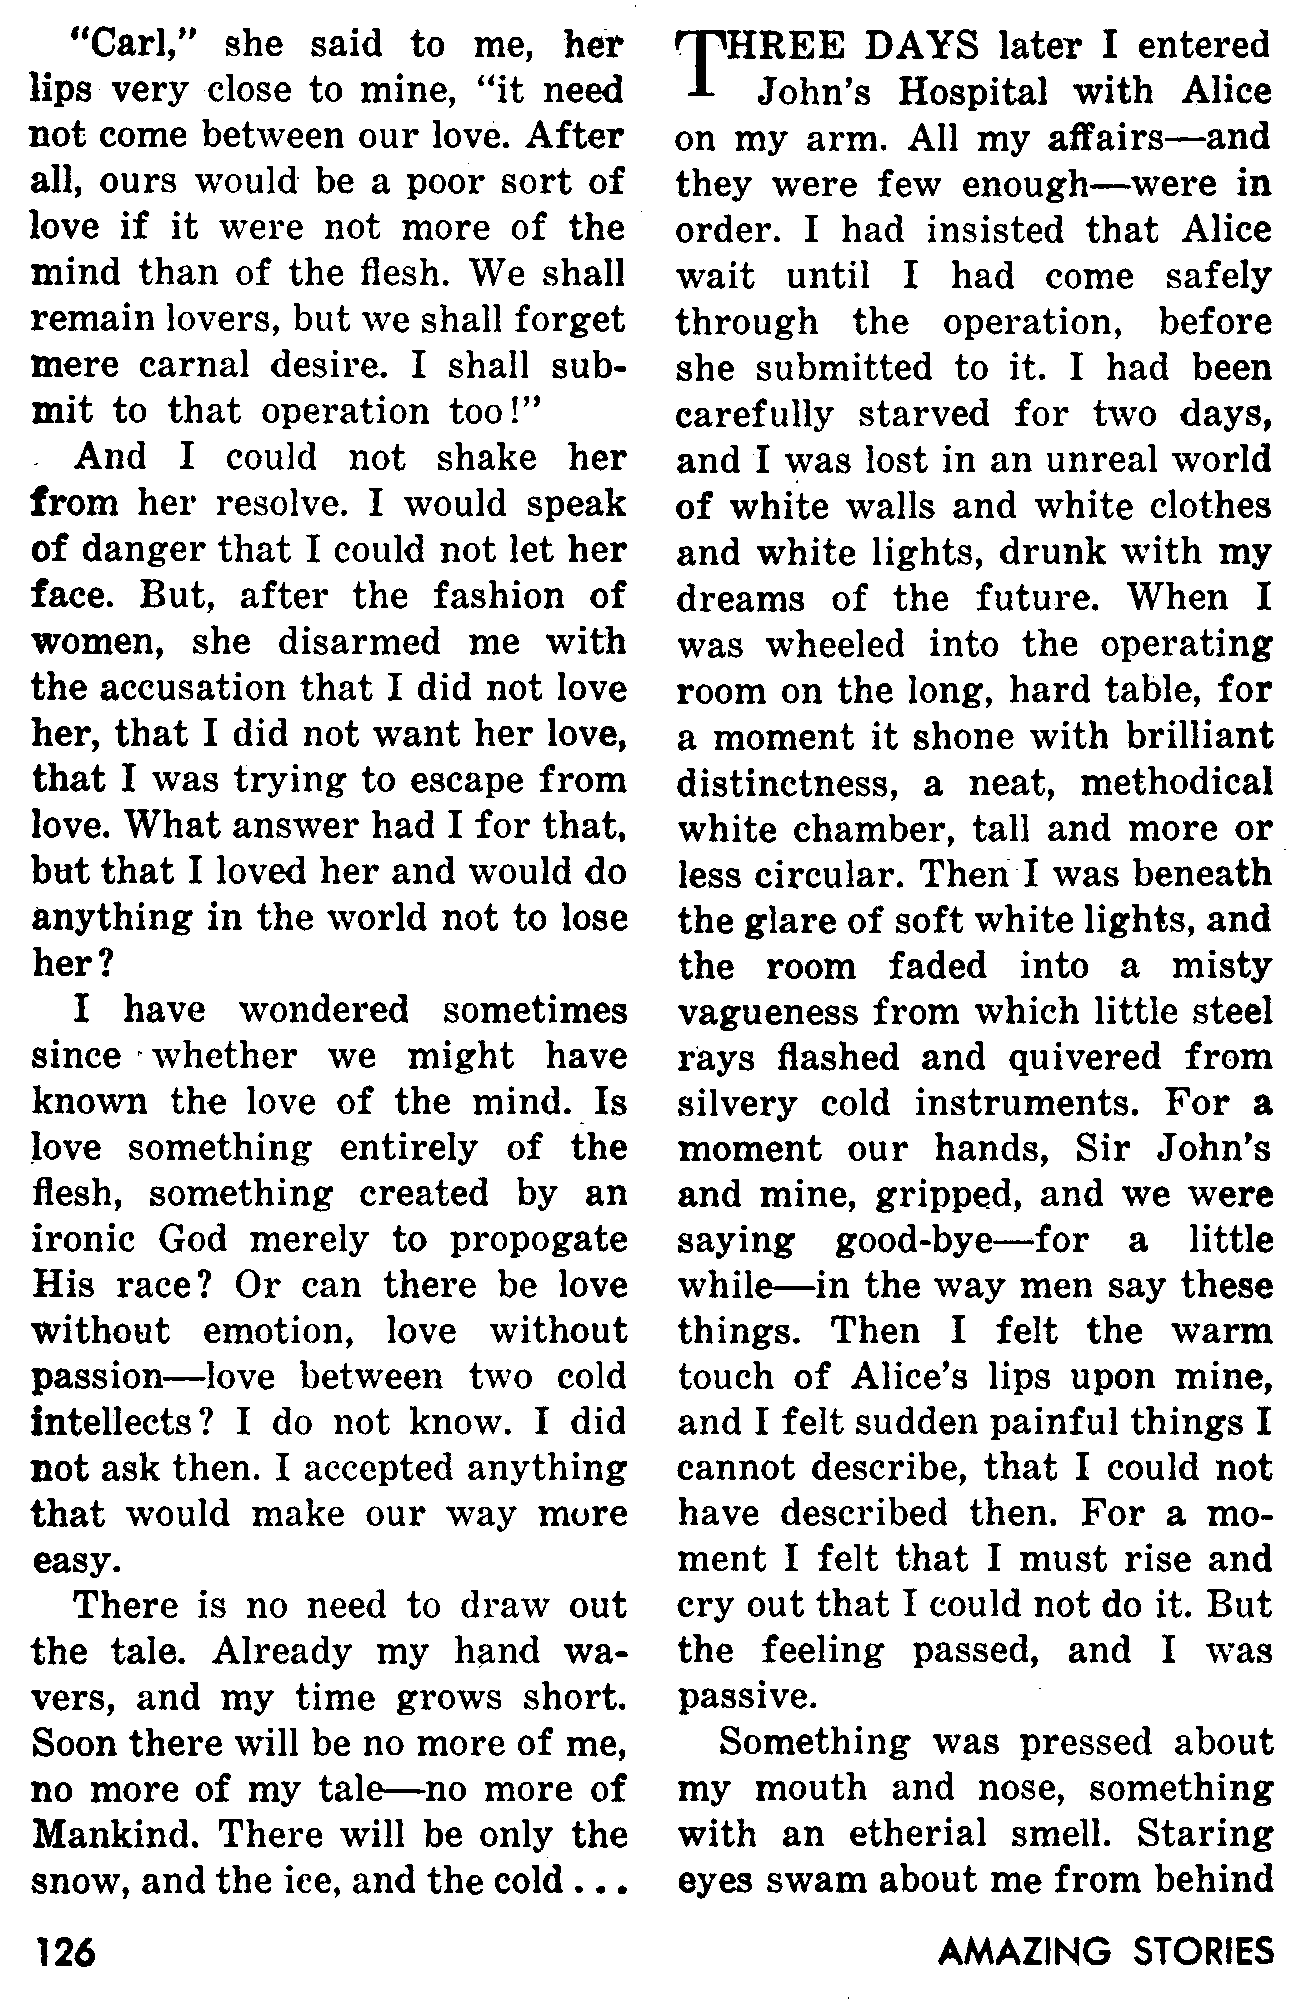 “Carl,” she said to me, her
lips very close to mine, “it need
not come between our love. After
all, ours would be a poor sort of
love if it were not more of the
mind than of the flesh. We shall
remain lovers, but we shall forget
mere carnal desire. I shall sub-
mit to that operation too!”
And I could not shake her
from her resolve. I would speak
of danger that I could not let her
face. But, after the fashion of
women, she disarmed me with
the accusation that I did not love
her, that I did not want her love,
that I was trying to escape from
love. What answer had I for that,
but that I loved her and would do
anything in the world not to lose
her?
I have wondered sometimes
since whether we might have
known the love of the mind. Is
love something entirely of the
flesh, something created by an
ironic God merely to propogate
His race? Or can there be love
without emotion, love without
passion—love between two cold
intellects? I do not know. I did
not ask then. I accepted anything
that would make our way more
easy.
There is no need to draw out
the tale. Already my hand wa-
vers, and my time grows short.
Soon there will be no more of me,
no more of my tale—no more of
Mankind. There will be only the
snow, and the ice, and the cold . . .
THREE DAYS later I entered
John’s Hospital with Alice
on my arm. All my affairs—and
they were few enough—were in
order. I had insisted that Alice
wait until I had come safely
through the operation, before
she submitted to it. I had been
carefully starved for two days,
and I was lost in an unreal world
of white walls and white clothes
and white lights, drunk with my
dreams of the future. When I
was wheeled into the operating
room on the long, hard table, for
a moment it shone with brilliant
distinctness, a neat, methodical
white chamber, tall and more or
less circular. Then I was beneath
the glare of soft white lights, and
the room faded into a misty
vagueness from which little steel
rays flashed and quivered from
silvery cold instruments. For a
moment our hands, Sir John’s
and mine, gripped, and we were
saying good-bye—for a little
while—in the way men say these
things. Then I felt the warm
touch of Alice’s lips upon mine,
and I felt sudden painful things I
cannot describe, that I could not
have described then. For a mo-
ment I felt that I must rise and
cry out that I could not do it. But
the feeling passed, and I was
passive.
Something was pressed about
my mouth and nose, something
with an etherial smell. Staring
eyes swam about me from behind
126
AMAZING STORIES